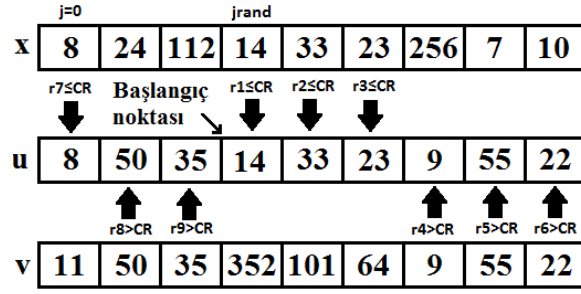 j=0 jrand
x 8 24 112 14 33 23 256 7 10
r7≤CR Başlangıç noktası r1≤CR r2≤CR r3≤CR
u 8 50 35 14 33 23 9 55 22
r8>CR r9>CR r4>CR r5>CR r6>CR
v 11 50 35 352 101 64 9 55 22